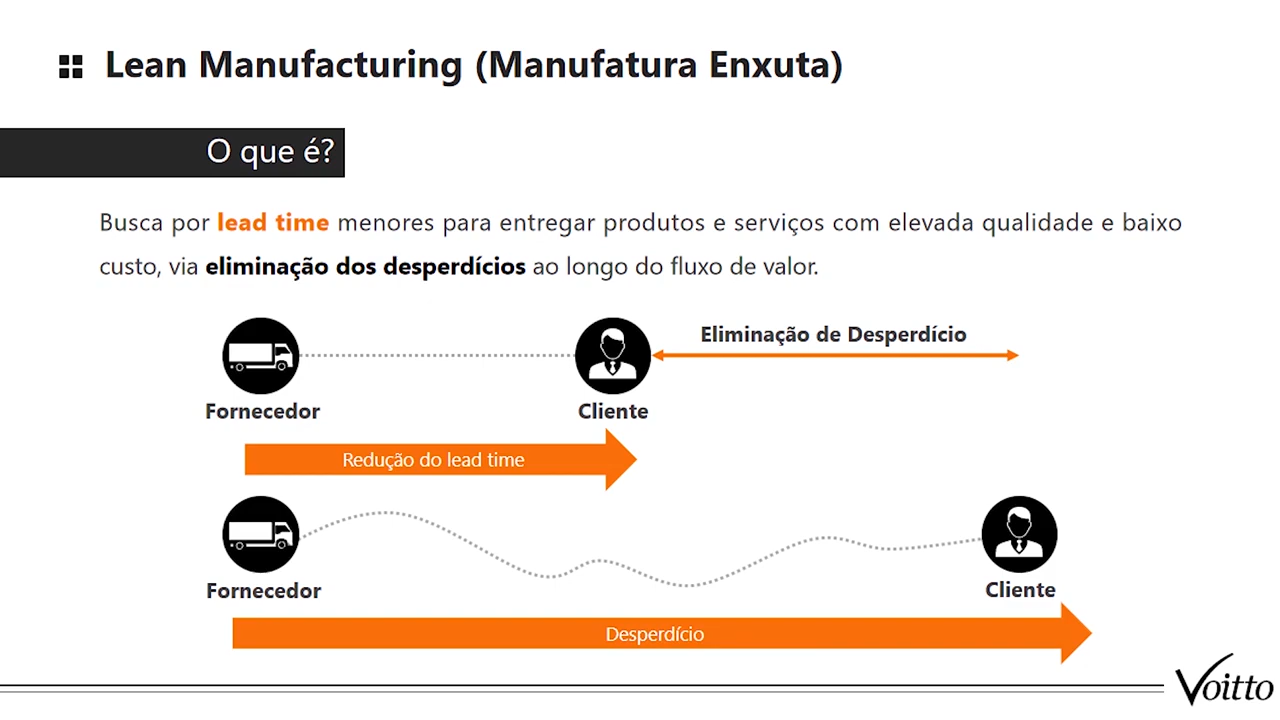 Lean Manufacturing (Manufatura Enxuta)
O que é?
Busca por lead time menores para entregar produtos e serviços com elevada qualidade e baixo
custo, via eliminação dos desperdícios ao longo do fluxo de valor.
Eliminação de Desperdício
Fornecedor
Cliente
Redução do lead time
Fornecedor
Cliente
Desperdício
Voitto